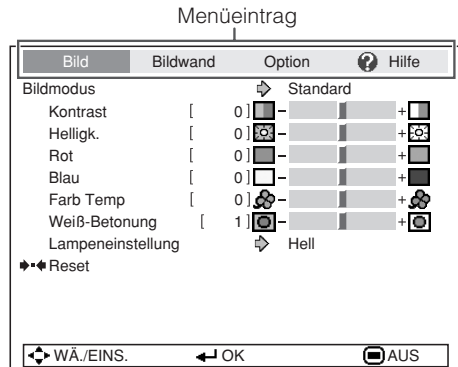 Menüeintrag
Bild Bildwand Option Hilfe
Bildmodus Standard
Kontrast [ 0] - +
Helligk. [ 0] - +
Rot [ 0] - +
Blau [ 0] - +
Farb Temp [ 0] - +
Weiß-Betonung [ 1] - +
Lampeneinstellung Hell
Reset
WÄ./EINS. OK AUS